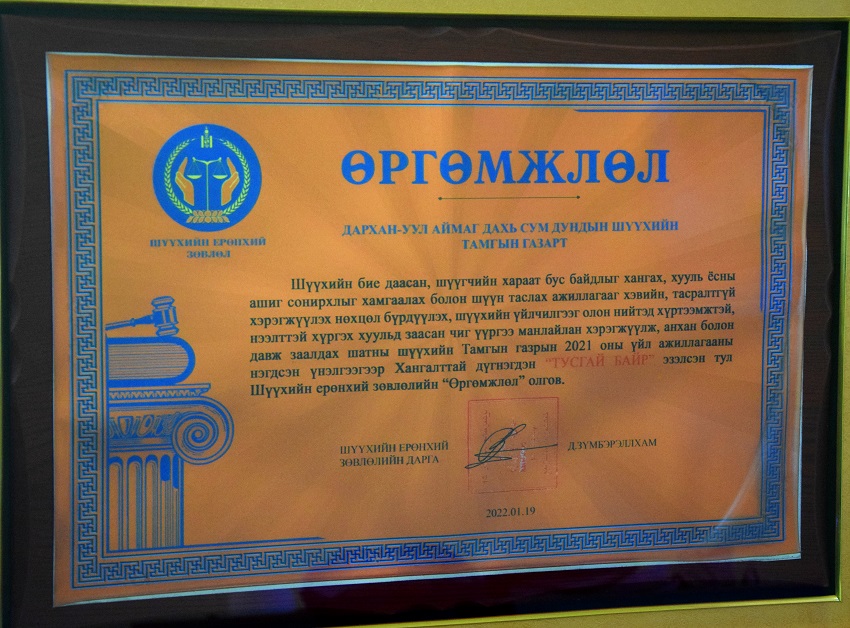 ШҮҮХИЙН ЕРӨНХИЙ
ЗӨВЛӨЛ
ӨРГӨМЖЛӨЛ
ДАРХАН-УУЛ АЙМАГ ДАХЬ СУМ ДУНДЫН ШҮҮХИЙН
ТАМГЫН ГАЗАРТ
Шүүхийн бие даасан, шүүгчийн хараат бус байдлыг хангах, хууль ёсны
ашиг сонирхлыг хамгаалах болон шүүн таслах ажиллагааг хэвийн, тасралтгүй
хэрэгжүүлэх нөхцөл бүрдүүлэх, шүүхийн үйлчилгээг олон нийтэд хүртээмжтэй,
нээлттэй хүргэх хуульд заасан чиг үүргээ манлайлан хэрэгжүүлж, анхан болон
давж заалдах шатны шүүхийн Тамгын газрын 2021 оны үйл ажиллагааны
нэгдсэн үнэлгээгээр Хангалттай дүгнэгдэн “ТУСГАЙ БАЙР” эзэлсэн тул
Шүүхийн ерөнхий зөвлөлийн “Өргөмжлөл” олгов.
ШҮҮХИЙН ЕРӨНХИЙ
ЗӨВЛӨЛИЙН ДАРГА
Д.ЗҮМБЭРЭЛЛХАМ
2022.01.19